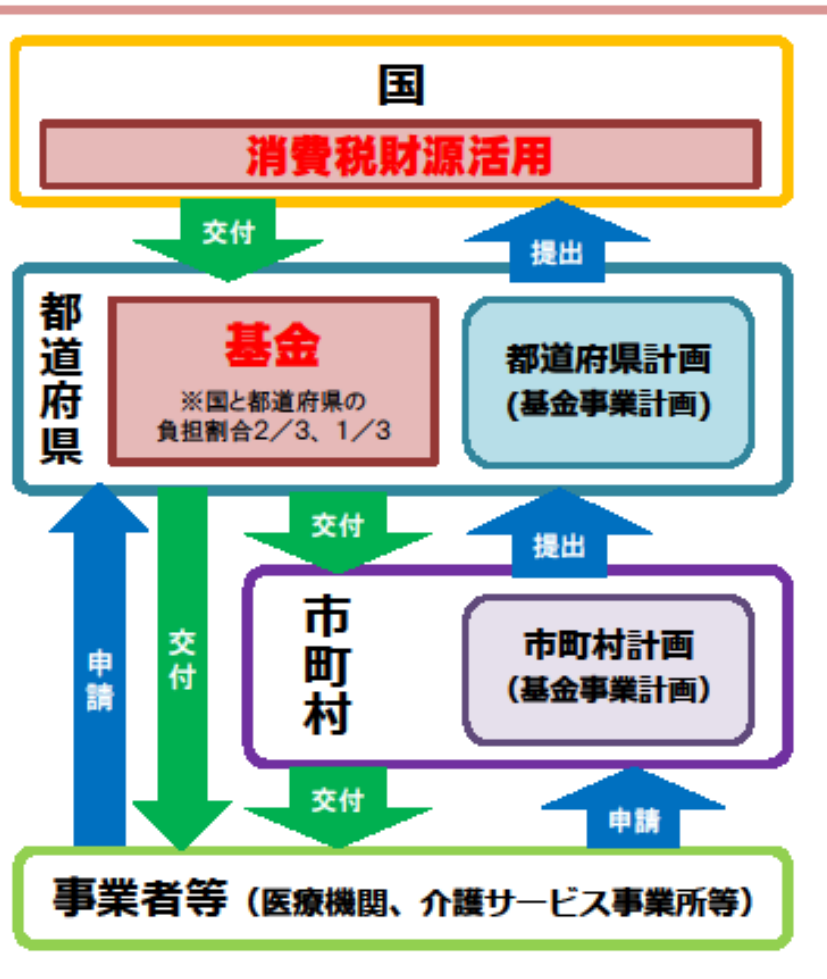 国
消費税財源活用
交付
提出
都道府県
基金
※国と都道府県の
負担割合2／3、1／3
都道府県計画
(基金事業計画)
交付
提出
申請
交付
市町村
市町村計画
（基金事業計画）
交付
申請
事業者等（医療機関、介護サービス事業所等）